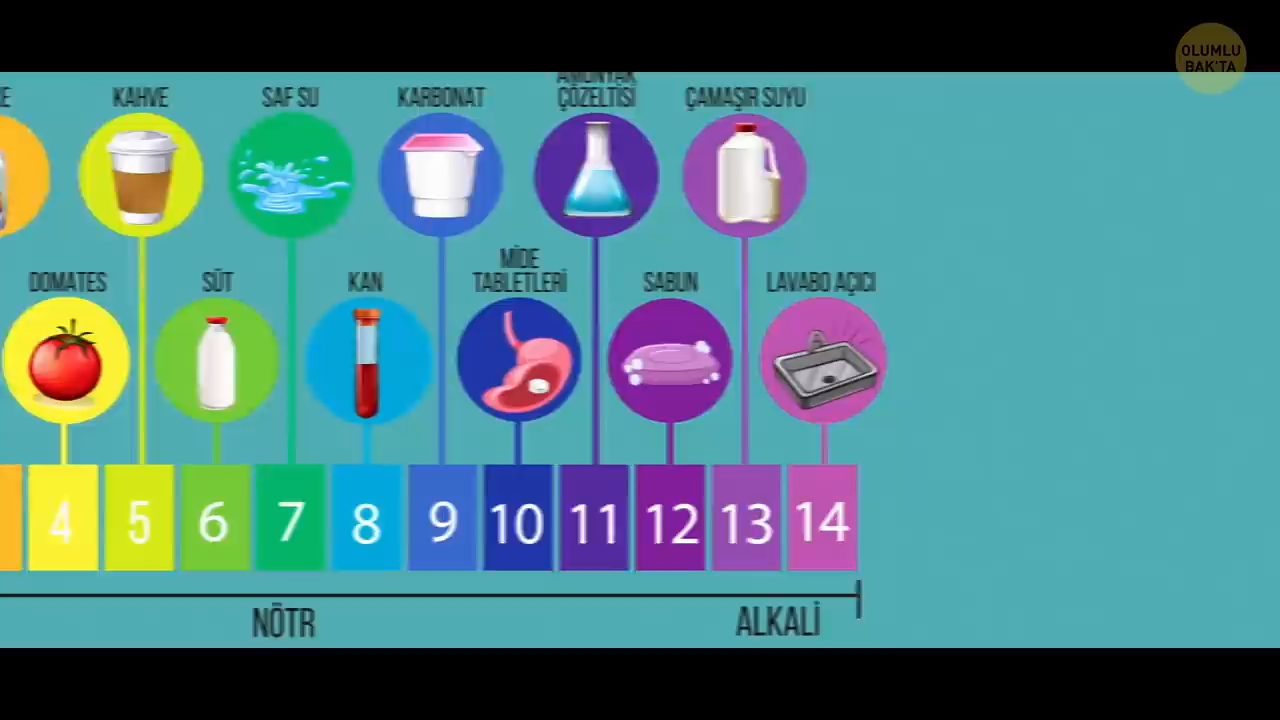 OLUMLU
BAK'TA
E
KAHVE
SAF SU
KARBONAT
AMONYAK
ÇÖZELTİSİ
ÇAMAŞIR SUYU
DOMATES
SÜT
KAN
MİDE
TABLETLERİ
SABUN
LAVABO AÇICI
4 5 6 7 8 9 10 11 12 13 14
NÖTR
ALKALİ